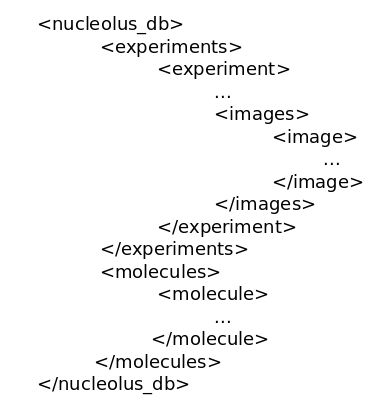 <nucleolus_db>
<experiments>
<experiment>
...
<images>
<image>
...
</image>
</images>
</experiment>
</experiments>
<molecules>
<molecule>
...
</molecule>
</molecules>
</nucleolus_db>